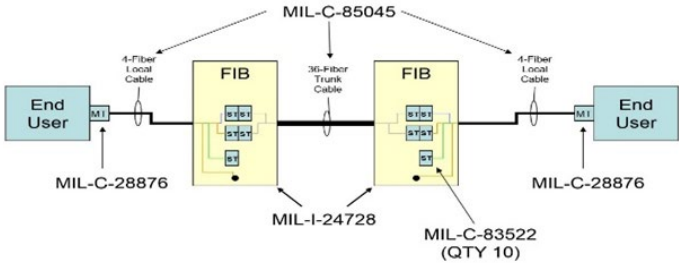 MIL-C-85045
4-Fiber
Local
Cable
FIB
36-Fiber
Trunk
Cable
FIB
4-Fiber
Local
Cable
End
User
MI
ST ST
ST ST
ST
ST ST
ST ST
ST
MI
End
User
MIL-C-28876
MIL-I-24728
MIL-C-83522
(QTY 10)
MIL-C-28876